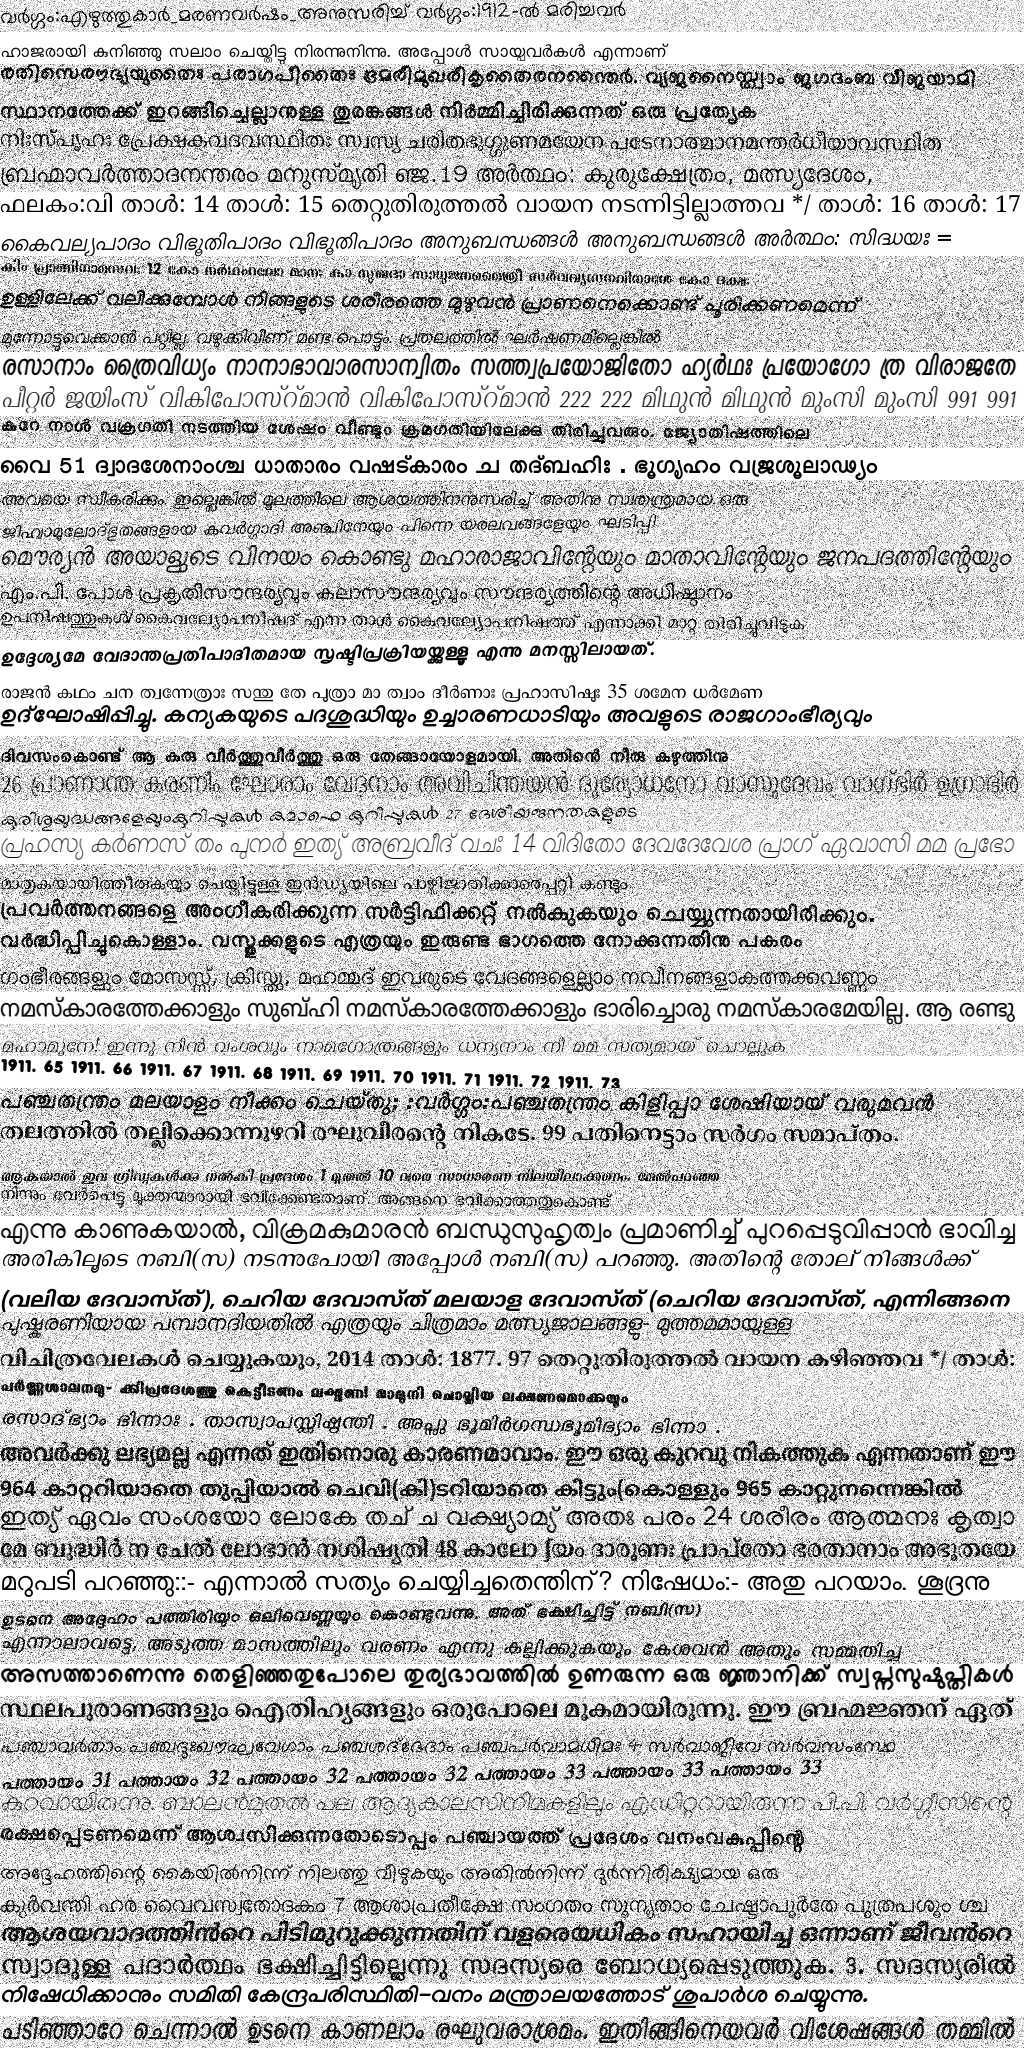 വർഗ്ഗം:എഴുത്തുകാർ_മരണവർഷം_അനുസരിച്ച് വർഗ്ഗം:1912-ൽ മരിച്ചവർ
ഹാജരായി കുനിഞ്ഞു സലാം ചെയ്തിട്ടു നിരന്നുനിന്നു. അപ്പോൾ സായ്പവർകൾ എന്നാണ്
പരാഗപീതൈഃ ജഗദംബ വീജയാമി
സ്ഥാനത്തേക്ക് ഇറങ്ങിച്ചെല്ലാനുള്ള തുരങ്കങ്ങൾ നിർമ്മിച്ചിരിക്കുന്നത് ഒരു പ്രത്യേക
നിഃസ്പൃഹഃ പ്രേക്ഷകവദവസ്ഥിതഃ സ്വസ്യ ചരിതഭുഗ്ഗുണമയേന പടേനാത്മാനമന്തർധീയാവസ്ഥിത
ബ്രഹ്മാവർത്താദനന്തരം മനുസ്മൃതി ഞ്ജ.19 അർത്ഥം: കുരുക്ഷേത്രം, മത്സ്യദേശം,
ഫലകം:വി താൾ: 14 താൾ: 15 തെറ്റുതിരുത്തൽ വായന നടന്നിട്ടില്ലാത്തവ */ താൾ: 16 താൾ: 17
കൈവല്യപാദം വിഭൂതിപാദം വിഭൂതിപാദം അനുബന്ധങ്ങൾ അനുബന്ധങ്ങൾ അർത്ഥം: സിദ്ധയഃ =
12 കോ മാനഃ കാ സുഖദാ കോ ദക്ഷഃ
ഉള്ളിലേക്ക് വലിക്കുമ്പോൾ നിങ്ങളുടെ ശരീരത്തെ മുഴുവൻ പ്രാണനെക്കൊണ്ട് പൂരിക്കണമെന്ന്
മുന്നോട്ടുവെക്കാൻ പറ്റില്ല. വഴുക്കിവീണ് മണ്ട പൊട്ടും. പ്രതലത്തിൽ ഘർഷണമില്ലെങ്കിൽ
രസാനാം ത്രൈവിധ്യം നാനാഭാവാരസാന്വിതം സത്ത്വപ്രയോജിതോ ഹ്യർഥഃ പ്രയോഗോ ത്ര വിരാജതേ
പീറ്റർ ജയിംസ് വികിപോസ്റ്മാൻ വികിപോസ്റ്മാൻ 222 222 മിഥുൻ മിഥുൻ മുംസി മുംസി 991 991
കുറേ നാൾ വക്രഗതി നടത്തിയ ശേഷം വീണ്ടും ക്രമഗതിയിലേക്കു തിരിച്ചുവരും. ജ്യോതിഷത്തിലെ
വൈ 51 ദ്വാദശേനാംശ്ച ധാതാരം വഷട്കാരം ച തദ്ബഹിഃ . ഭൂഗൃഹം വജ്രശൂലാഢ്യം
അവയെ സ്വീകരിക്കും. ഇല്ലെങ്കിൽ മൂലത്തിലെ ആശയത്തിനനുസരിച്ച് അതിനു സ്വതന്ത്രമായ ഒരു
ജിഹ്വാമൂലോദ്ഭൂതങ്ങളായ കവർഗ്ഗാദി അഞ്ചിനേയും പിന്നെ യരലവങ്ങളേയും ഘടിപ്പി
മൌര്യൻ അയാളുടെ വിനയം കൊണ്ടു മഹാരാജാവിന്റേയും മാതാവിന്റേയും ജനപദത്തിന്റേയും
എം.പി. പോൾ പ്രകൃതിസൗന്ദര്യവും കലാസൗന്ദര്യവും സൗന്ദര്യത്തിന്റെ അധിഷ്ഠാനം
ഉപനിഷത്തുകൾ/കൈവല്യോപനീഷദ് എന്ന താൾ കൈവല്യോപനിഷത്ത് എന്നാക്കി മാറ്റ തിരിച്ചുവിടുക
ഉദ്ദേശ്യമേ വേദാന്തപ്രതിപാദിതമായ സൃഷ്ടിപ്രക്രിയയ്ക്കുള്ളൂ എന്നു മനസ്സിലായത്.
രാജൻ കഥം ചന ത്വന്നേത്രാഃ സന്തു തേ പുത്രാ മാ ത്വാം ദീർണാഃ പ്രഹാസിഷുഃ 35 ശമേന ധർമേണ
ഉദ്ഘോഷിപ്പിച്ചു. കന്യകയുടെ പദശുദ്ധിയും ഉച്ചാരണധാടിയും അവളുടെ രാജഗാംഭീര്യവും
ദിവസംകൊണ്ട് ആ കുരു വീർത്തുവീർത്തു ഒരു തേങ്ങായോളമായി. അതിന്റെ നീരു കഴുത്തിനു
26 പ്രാണാന്ത കരണീം ഘോരാം വേദനാം അവിചിന്തയൻ ദുര്യോധനോ വാസുദേവം വാഗ്ഭിർ ഉഗ്രാഭിർ
കുരിശുയുദ്ധങ്ങളേയുംകുറിപ്പുകൾ കുറിപ്പുകൾ 27 ദേശീയജനതകളുടെ
പ്രഹസ്യ കർണസ് തം പുനർ ഇത്യ് അബ്രവീദ് വചഃ 14 വിദിതോ ദേവദേവേശ പ്രാഗ് ഏവാസി മമ പ്രഭോ
മാതൃകയായിത്തീരുകയും ചെയ്തിട്ടുള്ള ഇൻഡ്യയിലെ പാഴ്സിജാതിക്കാരെപ്പറ്റി കണ്ടും
പ്രവർത്തനങ്ങളെ അംഗീകരിക്കുന്ന സർട്ടിഫിക്കറ്റ് നൽകുകയും ചെയ്യുന്നതായിരിക്കും.
വർദ്ധിപ്പിച്ചുകൊള്ളാം. വസ്തുക്കളുടെ എത്രയും ഇരുണ്ട ഭാഗത്തെ നോക്കുന്നതിനു പകരം
ഗംഭീരങ്ങളും മോസസ്സ്, ക്രിസ്തു, മഹമ്മദ് ഇവരുടെ വേദങ്ങളെല്ലാം നവീനങ്ങളാകത്തക്കവണ്ണം
നമസ്കാരത്തേക്കാളും സുബ്ഹി നമസ്കാരത്തേക്കാളും ഭാരിച്ചൊരു നമസ്കാരമേയില്ല. ആ രണ്ടു
മഹാമുനേ! ഇന്നു നിൻ വംശവും നാമഗോത്രങ്ങളും ധന്യനാം നീ മമ സത്യമായ് ചൊല്ലുക
1911. 65 1911. 66 1911. 67 1911. 68 1911. 69 1911. 70 1911. 71 1911. 72 1911. 73
പഞ്ചതന്ത്രം മലയാളം നീക്കം ചെയ്തു; :വർഗ്ഗം:പഞ്ചതന്ത്രം കിളിപ്പാ ശേഷിയായ് വരുമവൻ
തലത്തിൽ തല്ലിക്കൊന്നുഴറി രഘുവീരന്റെ നികടേ. 99 പതിനെട്ടാം സർഗം സമാപ്തം.
ആകയാൽ ഇവ ഗ്രീഡുകൾക്കു നൽകി പ്രദേശം 1 മുതൽ 10 വരെ സാധാരണ നിലയിലാക്കണം. മേൽപറഞ്ഞ
നിന്നും വേർപെട്ടു മുക്തന്മാരായി ഭവിക്കേണ്ടതാണ്. അങ്ങനെ ഭവിക്കാത്തതുകൊണ്ട്
എന്നു കാണുകയാൽ, വിക്രമകുമാരൻ ബന്ധുസുഹൃത്വം പ്രമാണിച്ച് പുറപ്പെടുവിപ്പാൻ ഭാവിച്ച
അരികിലൂടെ നബി(സ) നടന്നുപോയി അപ്പോൾ നബി(സ) പറഞ്ഞു. അതിന്റെ തോല് നിങ്ങൾക്ക്
(വലിയ ദേവാസ്ത്), ചെറിയ ദേവാസ്ത് മലയാള ദേവാസ്ത് (ചെറിയ ദേവാസ്ത്, എന്നിങ്ങനെ
പുഷ്കരണിയായ പമ്പാനദിയതിൽ എത്രയും ചിത്രമാം മത്സ്യജാലങ്ങളു- മുത്തമമായുള്ള
വിചിത്രവേലകൾ ചെയ്യുകയും, 2014 താൾ: 1877. 97 തെറ്റുതിരുത്തൽ വായന കഴിഞ്ഞവ */ താൾ:
പർണ്ണശാലനമു- ക്കിപ്രദേശത്തു കെട്ടീടണം ലക്ഷ്മണ! മാമുനി ചൊല്ലിയ ലക്ഷണമൊക്കയും
രസാദ്ഭ്യാം ഭിന്നാഃ . താസ്വാപസ്തിഷ്ഠന്തി . അപ്സു ഭൂമിർഗന്ധഭൂമിഭ്യാം ഭിന്നാ .
അവർക്കു ലഭ്യമല്ല എന്നത് ഇതിനൊരു കാരണമാവാം. ഈ ഒരു കുറവു നികത്തുക എന്നതാണ് ഈ
964 കാറ്ററിയാതെ തുപ്പിയാൽ ചെവി(കി)ടറിയാതെ കിട്ടും(കൊള്ളും 965 കാറ്റുനന്നെങ്കിൽ
ഇത്യ് ഏവം സംശയോ ലോകേ തച് ച വക്ഷ്യാമ്യ് അതഃ പരം 24 ശരീരം ആത്മനഃ കൃത്വാ
മേ ബുദ്ധിർ ന ചേൽ ലോഭാൻ നശിഷ്യതി 48 കാലോ ഽയം ദാരുണഃ പ്രാപ്തോ ഭരതാനാം അഭൂതയേ
മറുപടി പറഞ്ഞു::- എന്നാൽ സത്യം ചെയ്യിച്ചതെന്തിന്? നിഷേധം:- അതു പറയാം. ശൂദ്രനു
ഉടനെ അദ്ദേഹം പത്തിരിയും ഒലിവെണ്ണയും കൊണ്ടുവന്നു. അത് ഭക്ഷിച്ചിട്ട് നബി(സ)
എന്നാലാവട്ടെ, അടുത്ത മാസത്തിലും വരണം എന്നു കല്പിക്കുകയും കേശവൻ അതും സമ്മതിച്ച
അസത്താണെന്നു തെളിഞ്ഞതുപോലെ തുര്യഭാവത്തിൽ ഉണരുന്ന ഒരു ജ്ഞാനിക്ക് സ്വപ്നസുഷുപ്തികൾ
സ്ഥലപുരാണങ്ങളും ഐതിഹ്യങ്ങളും ഒരുപോലെ മൂകമായിരുന്നു. ഈ ബ്രഹ്മജ്ഞന് ഏത്
പഞ്ചാവർതാം പഞ്ചദുഃഖൗഘവേഗാം പഞ്ചശദ്ഭേദാം പഞ്ചപർവാമധീമഃ 4 സർവാജീവേ സർവസംസ്ഥേ
പത്തായം 31 പത്തായം 32 പത്തായം 32 പത്തായം 32 പത്തായം 33 പത്തായം 33 പത്തായം 33
കുറവായിരുന്നു. ബാലൻമുതൽ പല ആദ്യകാലസിനിമകളിലും എഡിറ്ററായിരുന്ന പി.പി. വർഗ്ഗീസിന്റെ
രക്ഷപ്പെടണമെന്ന് ആശ്വസിക്കുന്നതോടൊപ്പം പഞ്ചായത്ത് പ്രദേശം വനംവകുപ്പിന്റെ
അദ്ദേഹത്തിന്റെ കൈയിൽനിന്ന് നിലത്തു വീഴുകയും അതിൽനിന്ന് ദുർന്നിരീക്ഷ്യമായ ഒരു
കുർവന്തി ഹര വൈവസ്വതോദകം 7 ആശാപ്രതീക്ഷേ സംഗതം സൂനൃതാം ചേഷ്ടാപൂർതേ പുത്രപശും ശ്ച
ആശയവാദത്തിൻറെ പിടിമുറുക്കുന്നതിന് വളരെയധികം സഹായിച്ച ഒന്നാണ് ജീവൻറെ
സ്വാദുള്ള പദാർത്ഥം ഭക്ഷിച്ചിട്ടില്ലെന്നു സദസ്യരെ ബോധ്യപ്പെടുത്തുക. 3. സദസ്യരിൽ
നിഷേധിക്കാനും സമിതി കേന്ദ്രപരിസ്ഥിതി-വനം മന്ത്രാലയത്തോട് ശുപാർശ ചെയ്യുന്നു.
പടിഞ്ഞാറേ ചെന്നാൽ ഉടനെ കാണലാം രഘുവരാശ്രമം. ഇതിങ്ങിനെയവർ വിശേഷങ്ങൾ തമ്മിൽ